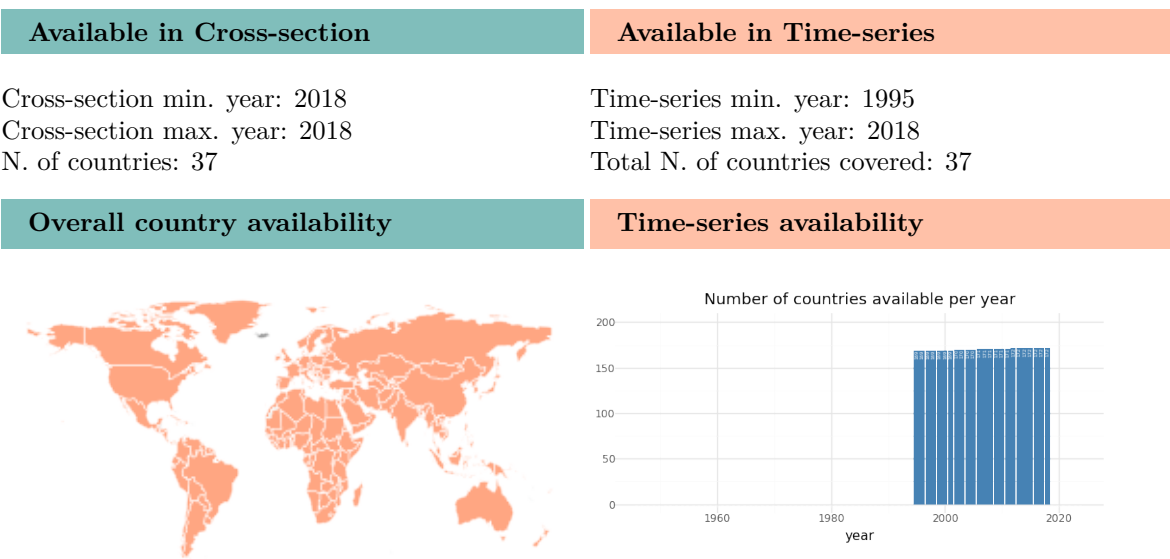 Available in Cross-section
Available in Time-series
Cross-section min. year: 2018
Cross-section max. year: 2018
N. of countries: 37
Time-series min. year: 1995
Time-series max. year: 2018
Total N. of countries covered: 37
Overall country availability
Time-series availability
Number of countries available per year
200
150
100
50
0
1960
1980
2000
2020
year